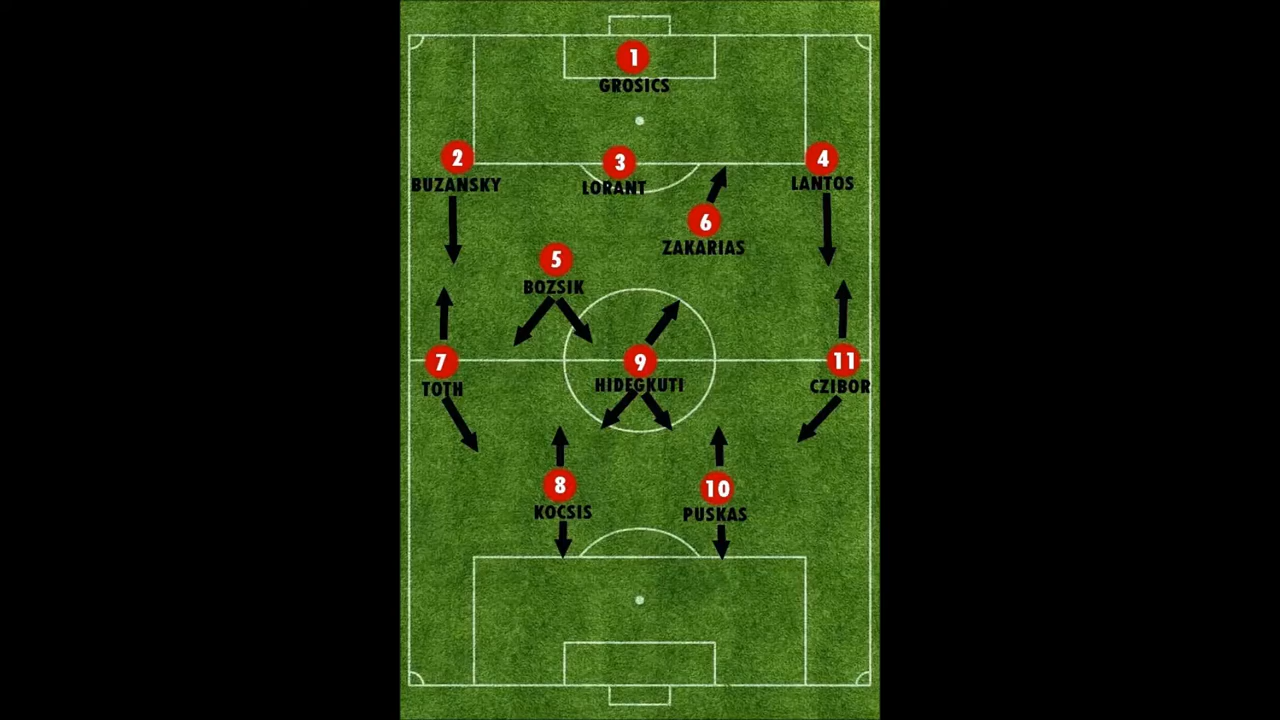 1
GROSICS
2
BUZANSKY
3
LORANT
4
LANTOS
6
ZAKARIAS
5
BOZSIK
7
TOTH
9
HIDEGKUTI
11
CZIBOR
8
KOCSIS
10
PUSKAS